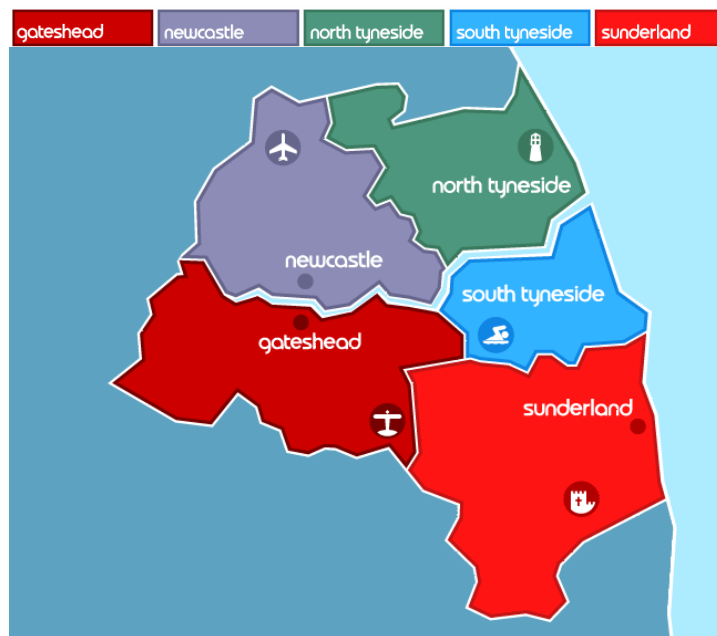 gateshead
newcastle
north tyneside
south tyneside
sunderland
north tyneside
newcastle
south tyneside
gateshead
sunderland